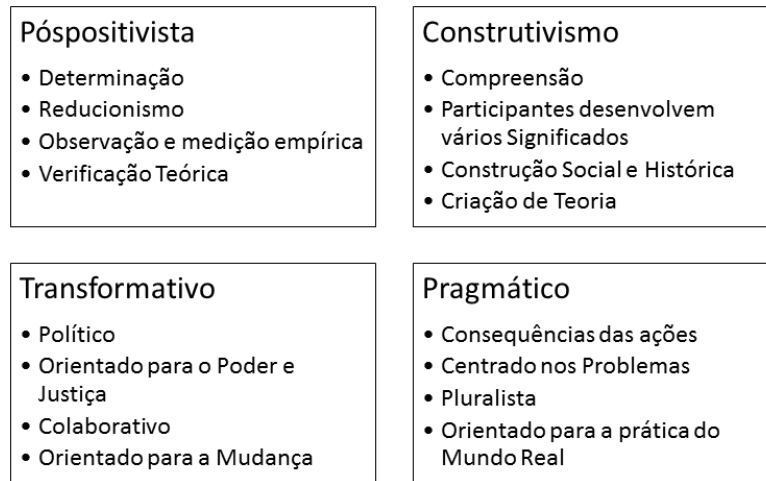 Póspositivista
• Determinação
• Reducionismo
• Observação e medição empírica
• Verificação Teórica
Construtivismo
• Compreensão
• Participantes desenvolvem
vários Significados
• Construção Social e Histórica
• Criação de Teoria
Transformativo
• Político
• Orientado para o Poder e
Justiça
• Colaborativo
• Orientado para a Mudança
Pragmático
• Consequências das ações
• Centrado nos Problemas
• Pluralista
• Orientado para a prática do
Mundo Real